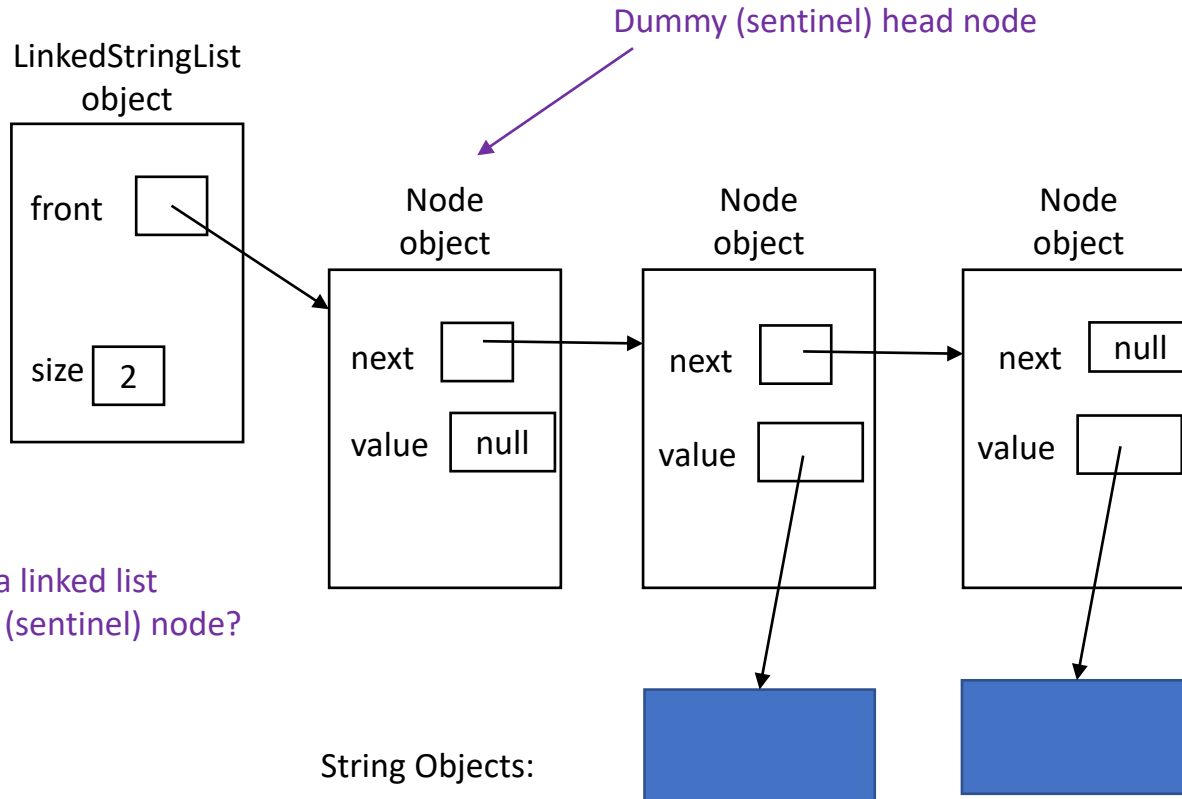 Dummy (sentinel) head node
LinkedStringList
object
front
size
2
Node
object
next
value
null
Node
object
next
value
Node
object
next
null
value
a linked list
(sentinel) node?
String Objects: